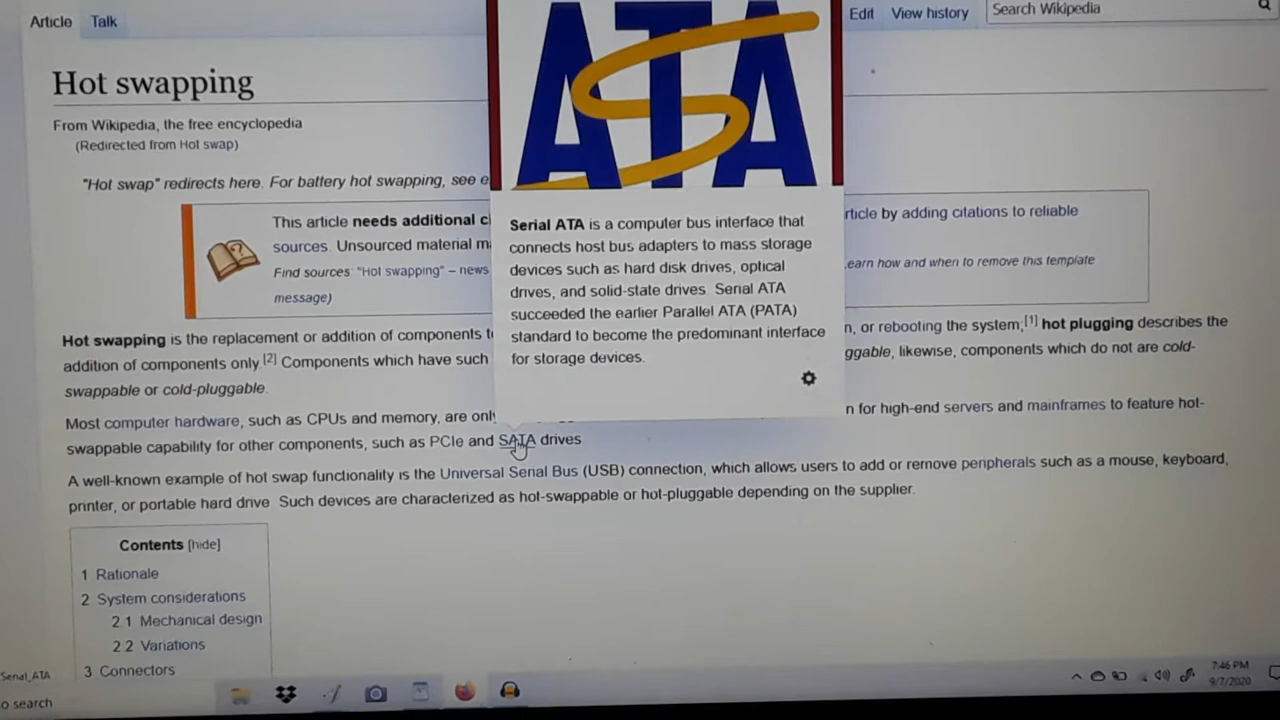 Article Talk Edit View history Search Wikipedia
SATA
Hot swapping
From Wikipedia, the free encyclopedia
(Redirected from Hot swap)
"Hot swap" redirects here. For battery hot swapping, see
This article needs additional
sources. Unsourced material
Find sources: "Hot swapping" – news
message)
article by adding citations to reliable
earn how and when to remove this template
Serial ATA is a computer bus interface that
connects host bus adapters to mass storage
devices such as hard disk drives, optical
drives, and solid-state drives. Serial ATA
succeeded the earlier Parallel ATA (PATA)
standard to become the predominant interface
for storage devices.
Hot swapping is the replacement or addition of components n, or rebooting the system;[1] hot plugging describes the
addition of components only.[2] Components which have such ggable, likewise, components which do not are cold-
swappable or cold-pluggable.
Most computer hardware, such as CPUs and memory, are only n for high-end servers and mainframes to feature hot-
swappable capability for other components, such as PCIe and SATA drives
A well-known example of hot swap functionality is the Universal Serial Bus (USB) connection, which allows users to add or remove peripherals such as a mouse, keyboard,
printer, or portable hard drive Such devices are characterized as hot-swappable or hot-pluggable depending on the supplier.
Contents [hide]
1 Rationale
2 System considerations
2.1 Mechanical design
2.2 Variations
3 Connectors
Serial_ATA
o search
7:46 PM
9/7/2020